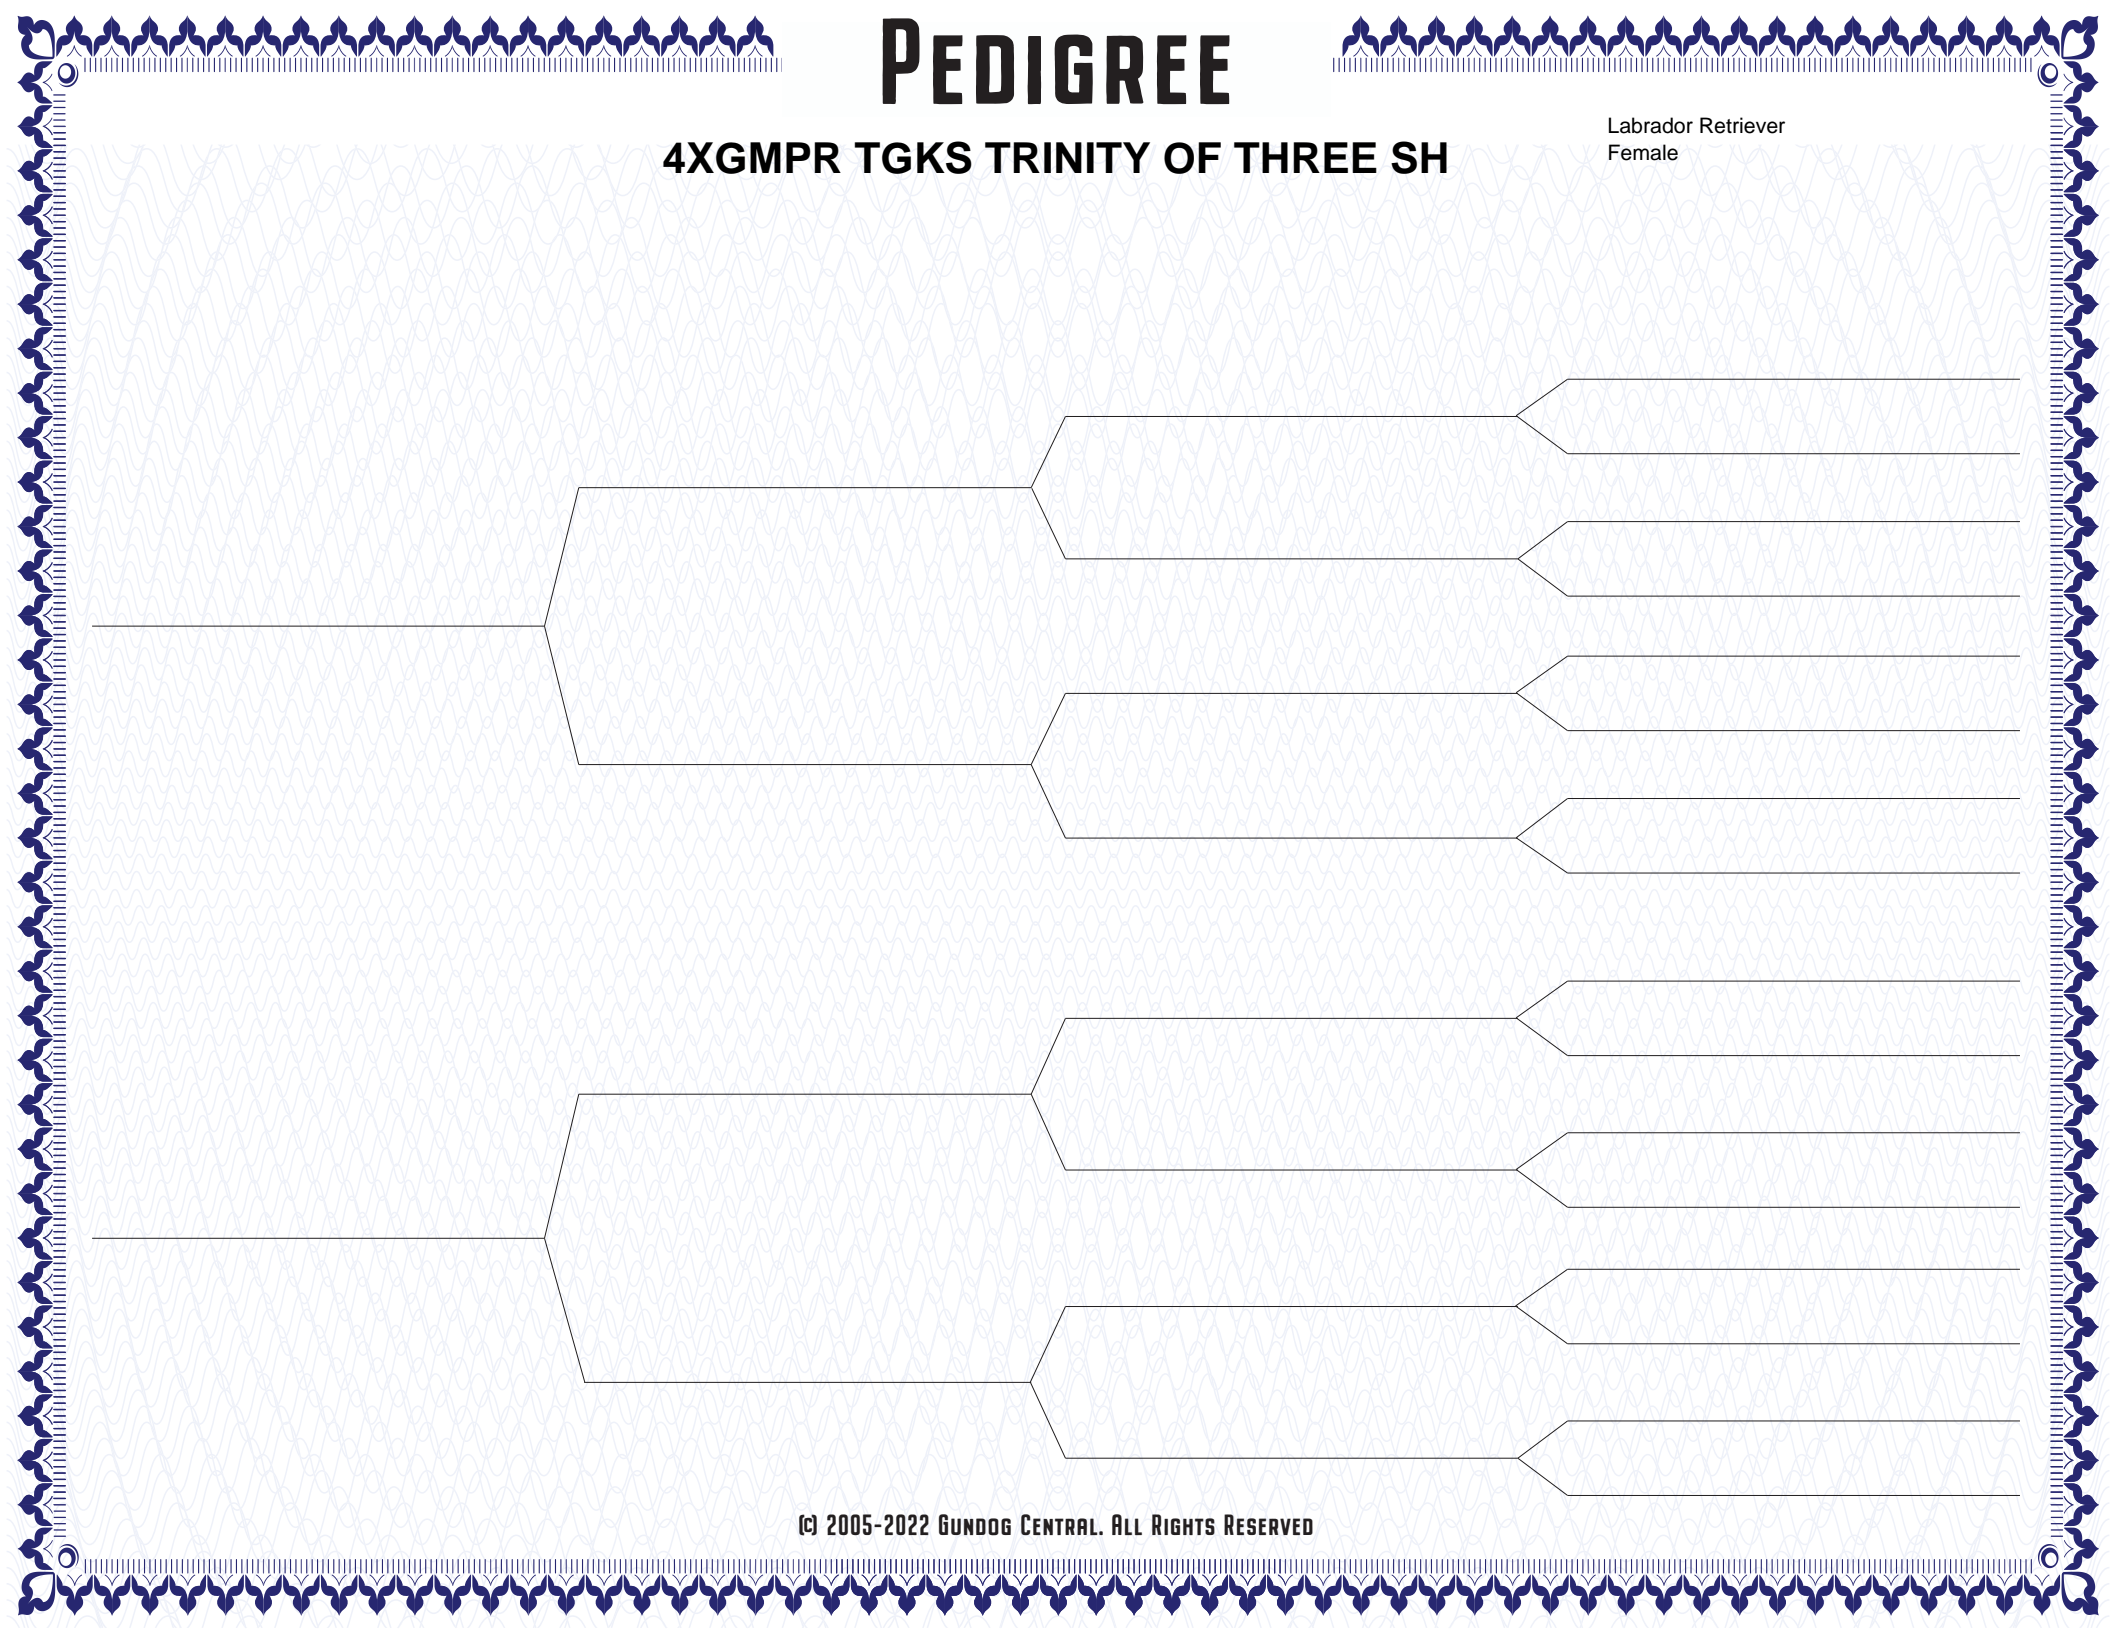 PEDIGREE
4XGMPR TGKS TRINITY OF THREE SH
Labrador Retriever
Female
(C) 2005-2022 GUNDOG CENTRAL. ALL RIGHTS RESERVED